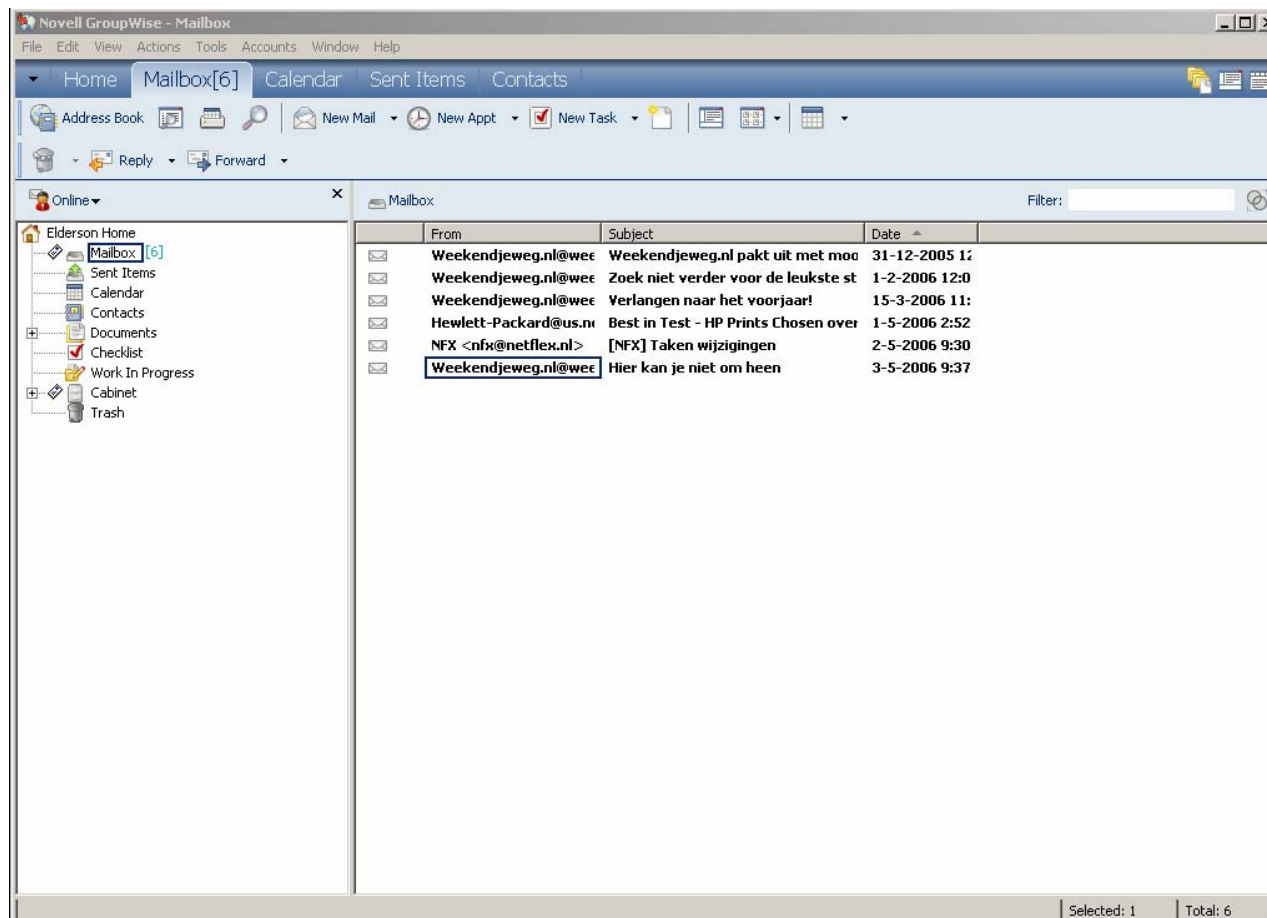 Novell GroupWise - Mailbox
File Edit View Actions Tools Accounts Window Help
Home Mailbox[6] Calendar Sent Items Contacts
Address Book New Mail New Appt New Task
Reply Forward
Online Mailbox Filter:
Elderson Home
Mailbox [6]
Sent Items
Calendar
Contacts
Documents
Checklist
Work In Progress
Cabinet
Trash
From Subject Date
Weekendjeweg.nl@wee Weekendjeweg.nl pakt uit met moo 31-12-2005 12
Weekendjeweg.nl@wee Zoek niet verder voor de leukste st 1-2-2006 12:0
Weekendjeweg.nl@wee Verlangen naar het voorjaar! 15-3-2006 11:
Hewlett-Packard@us.ne Best in Test - HP Prints Chosen over 1-5-2006 2:52
NFX <nfx@netflex.nl> [NFX] Taken wijzigingen 2-5-2006 9:30
Weekendjeweg.nl@wee Hier kan je niet om heen 3-5-2006 9:37
Selected: 1 Total: 6